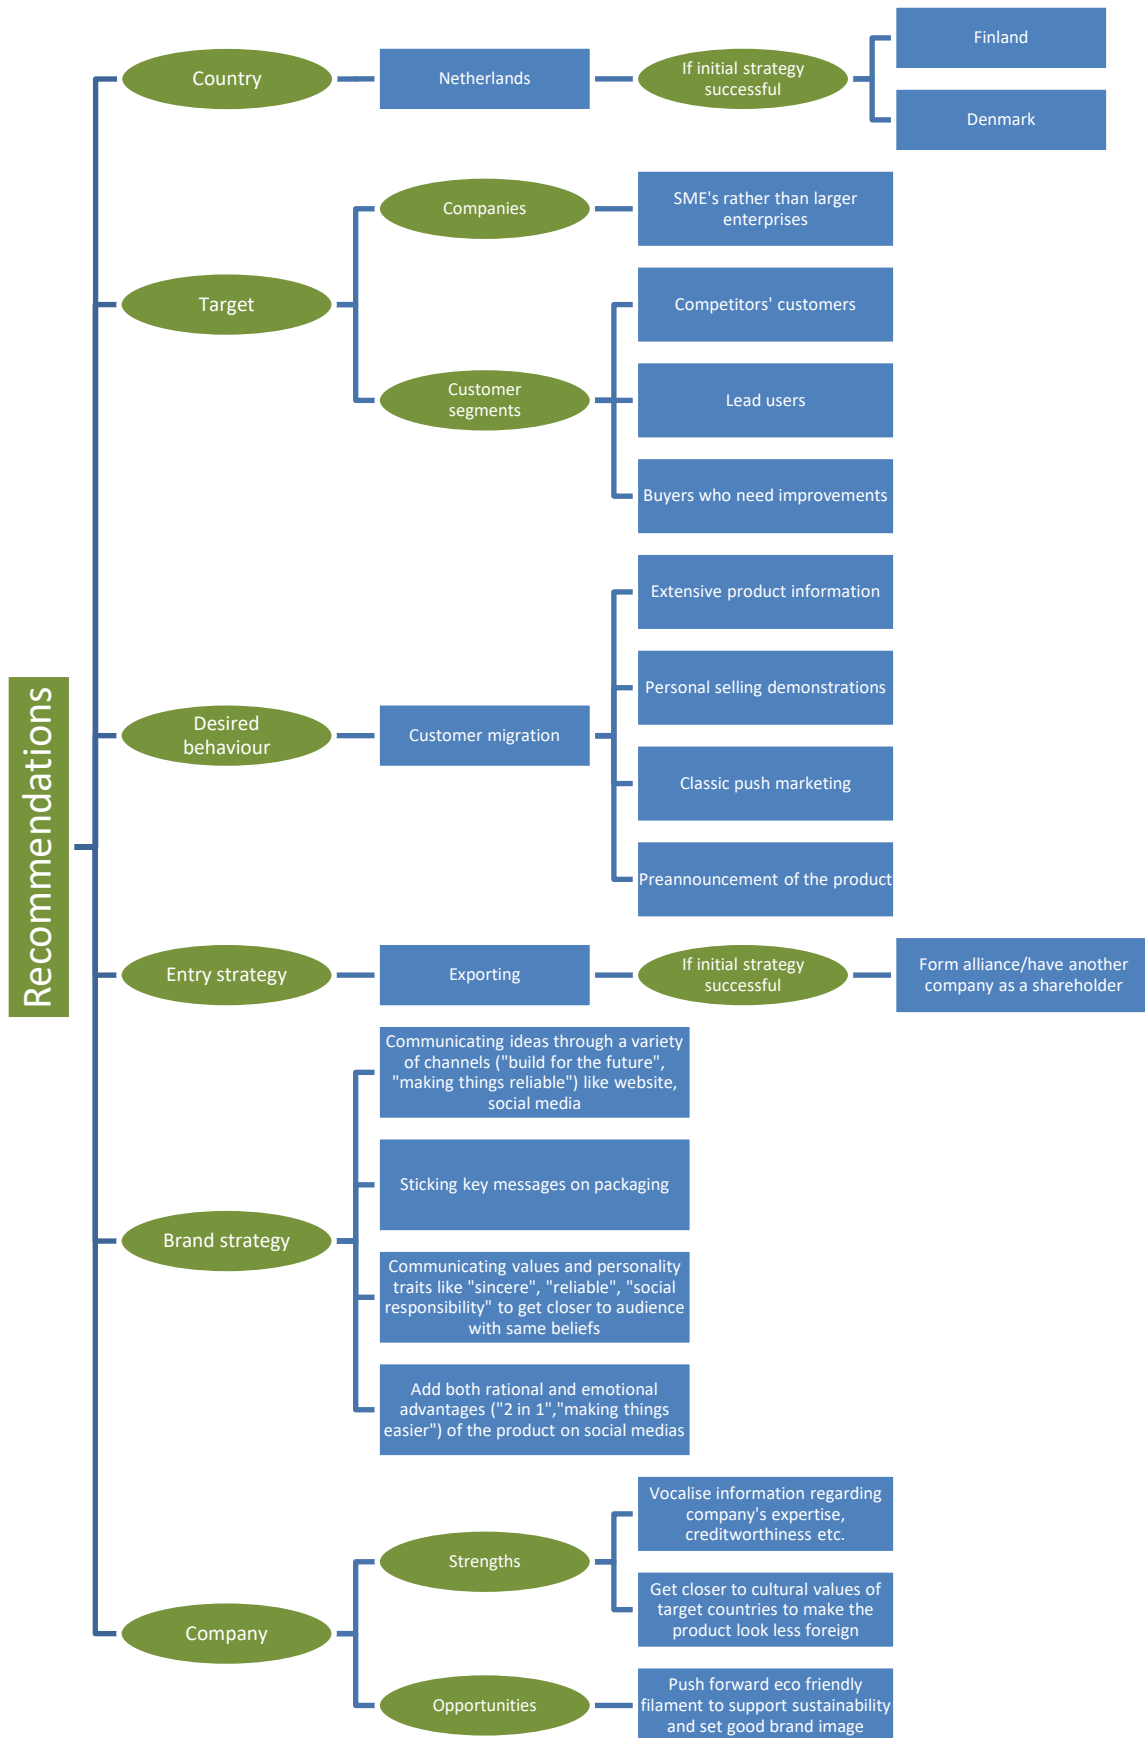 Recommendations
Country
Netherlands
If initial strategy
successful
Finland
Denmark
Target
Companies
SME's rather than larger
enterprises
Customer
segments
Competitors' customers
Lead users
Buyers who need improvements
Desired
behaviour
Customer migration
Extensive product information
Personal selling demonstrations
Classic push marketing
Preannouncement of the product
Entry strategy
Exporting
If initial strategy
successful
Form alliance/have another
company as a shareholder
Brand strategy
Communicating ideas through a variety
of channels ("build for the future",
"making things reliable") like website,
social media
Sticking key messages on packaging
Communicating values and personality
traits like "sincere", "reliable", "social
responsibility" to get closer to audience
with same beliefs
Add both rational and emotional
advantages ("2 in 1","making things
easier") of the product on social medias
Company
Strengths
Vocalise information regarding
company's expertise,
creditworthiness etc.
Get closer to cultural values of
target countries to make the
product look less foreign
Opportunities
Push forward eco friendly
filament to support sustainability
and set good brand image